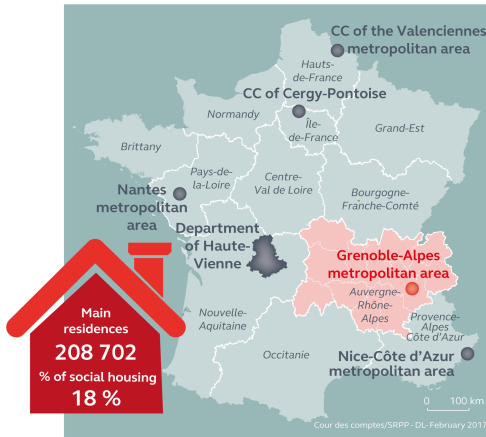 CC of the Valenciennes
metropolitan area
Hauts-
de-France
CC of Cergy-Pontoise
Normandy
Île-
de-France
Grand-Est
Brittany
Pays-de-
la-Loire
Centre-
Val de Loire
Bourgogne-
Franche-Comté
Nantes
metropolitan
area
Department
of Haute-
Vienne
Grenoble-Alpes
metropolitan area
Auvergne-
Rhône-
Alpes
Main
residences
208 702
% of social housing
18 %
Nouvelle-
Aquitaine
Occitanie
Provence-
Alpes
Côte d'Azur
Nice-Côte d'Azur
metropolitan area
0 100 km
Cour des comptes/SRPP - DL- February 2017